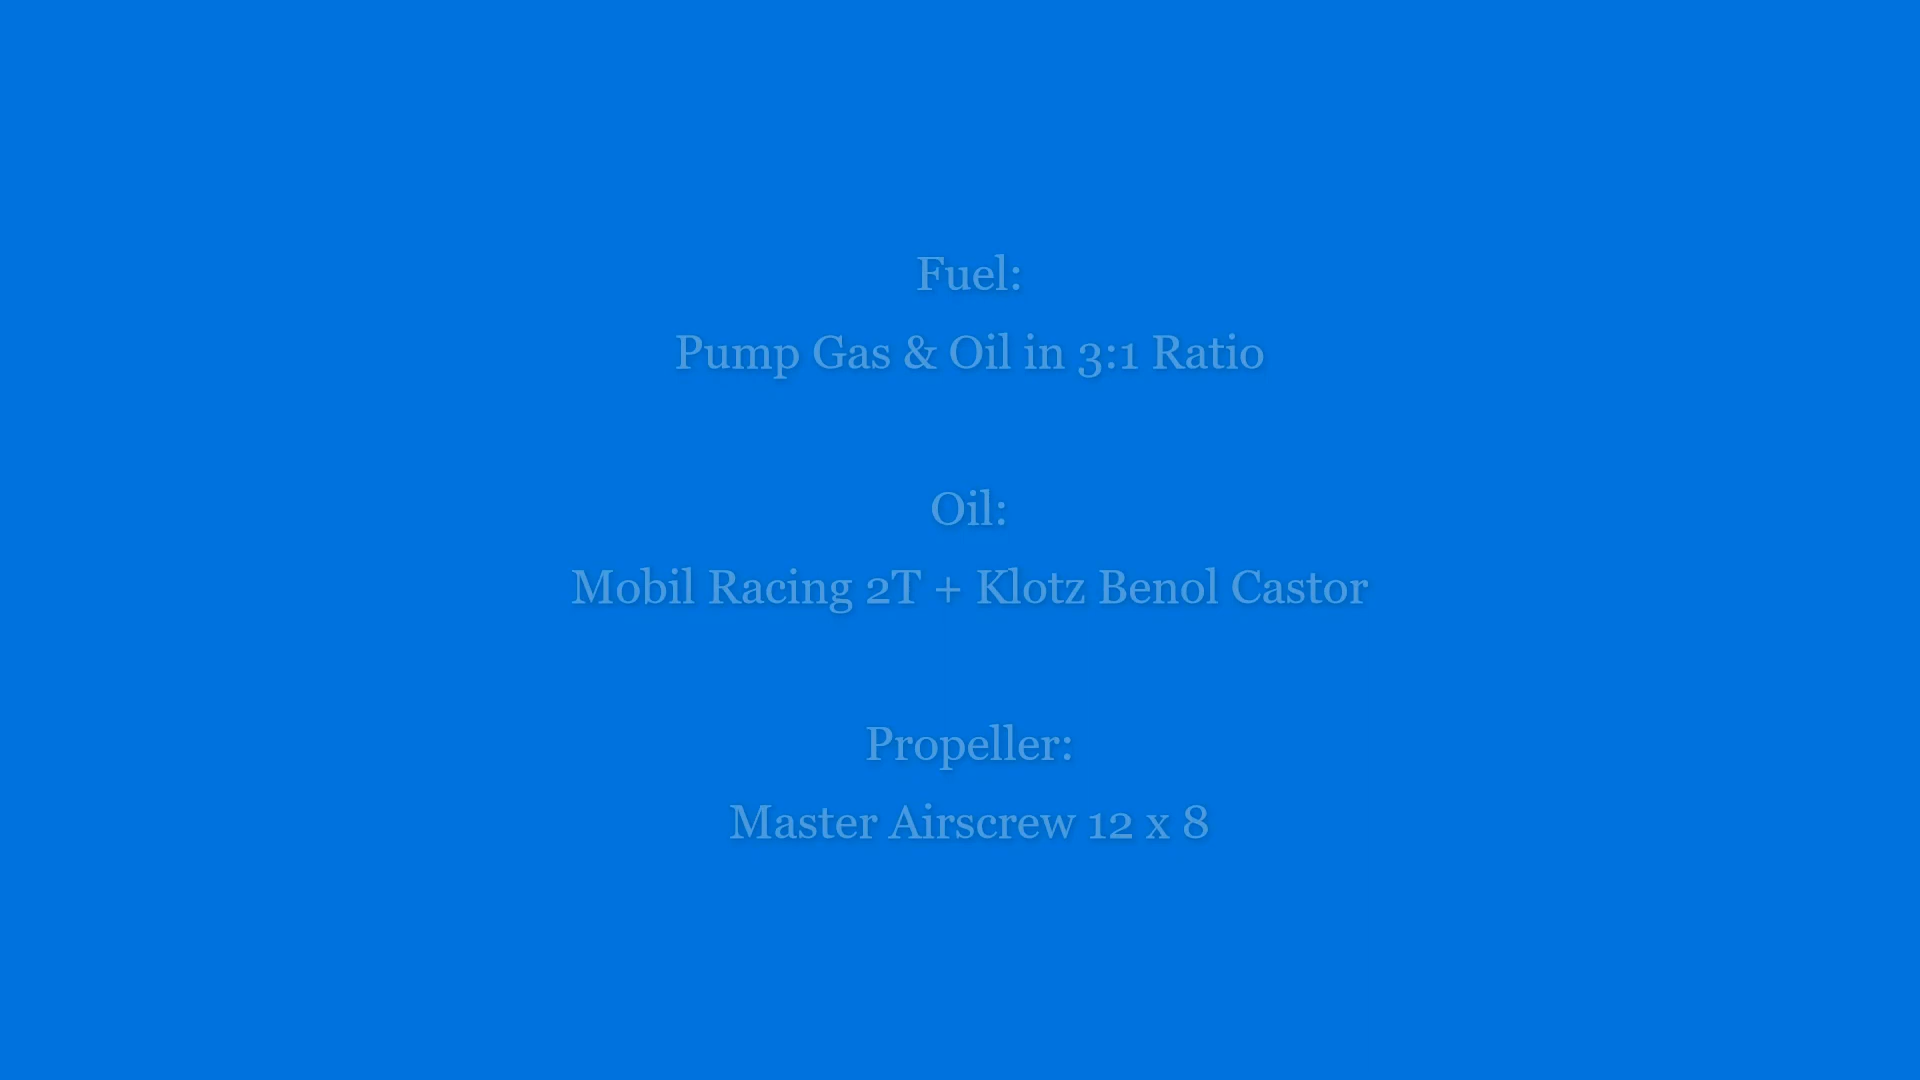 Fuel:
Pump Gas & Oil in 3:1 Ratio
Oil:
Mobil Racing 2T + Klotz Benol Castor
Propeller:
Master Airscrew 12 x 8